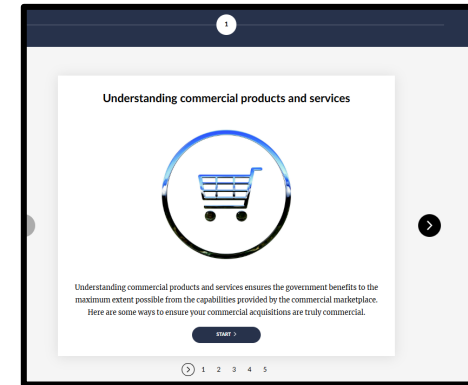 1
Understanding commercial products and services
Understanding commercial products and services ensures the government benefits to the
maximum extent possible from the capabilities provided by the commercial marketplace.
Here are some ways to ensure your commercial acquisitions are truly commercial.
START >
1 2 3 4 5